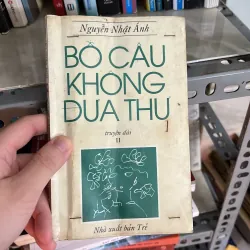 Nguyễn Nhật Ánh
BỒ CÂU
KHÔNG
ĐƯA THƯ
truyện dài
II
Nhà xuất bản Trẻ